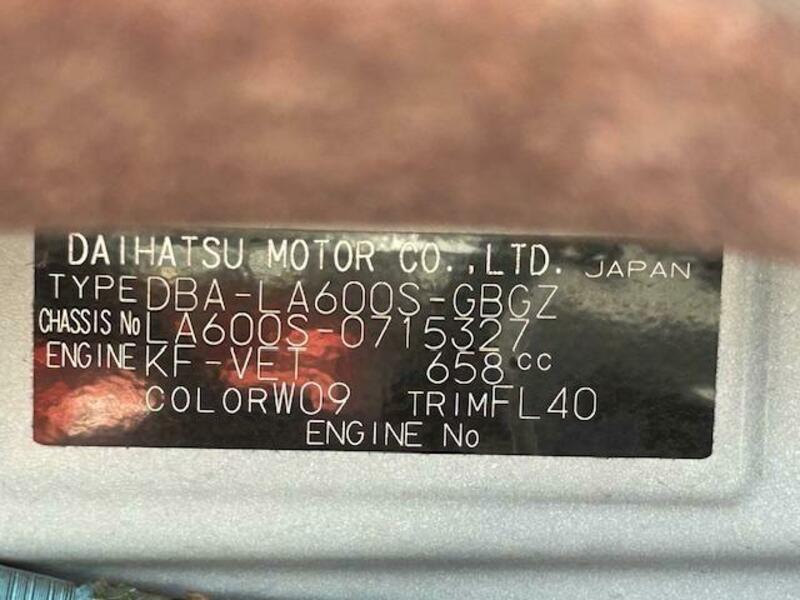 DAIHATSU MOTOR CO.,LTD. JAPAN
TYPE DBA-LA600S-GBGZ
CHASSIS No LA600S-0715327
ENGINE KF-VET 658 cc
COLOR W09 TRIM FL40
ENGINE No